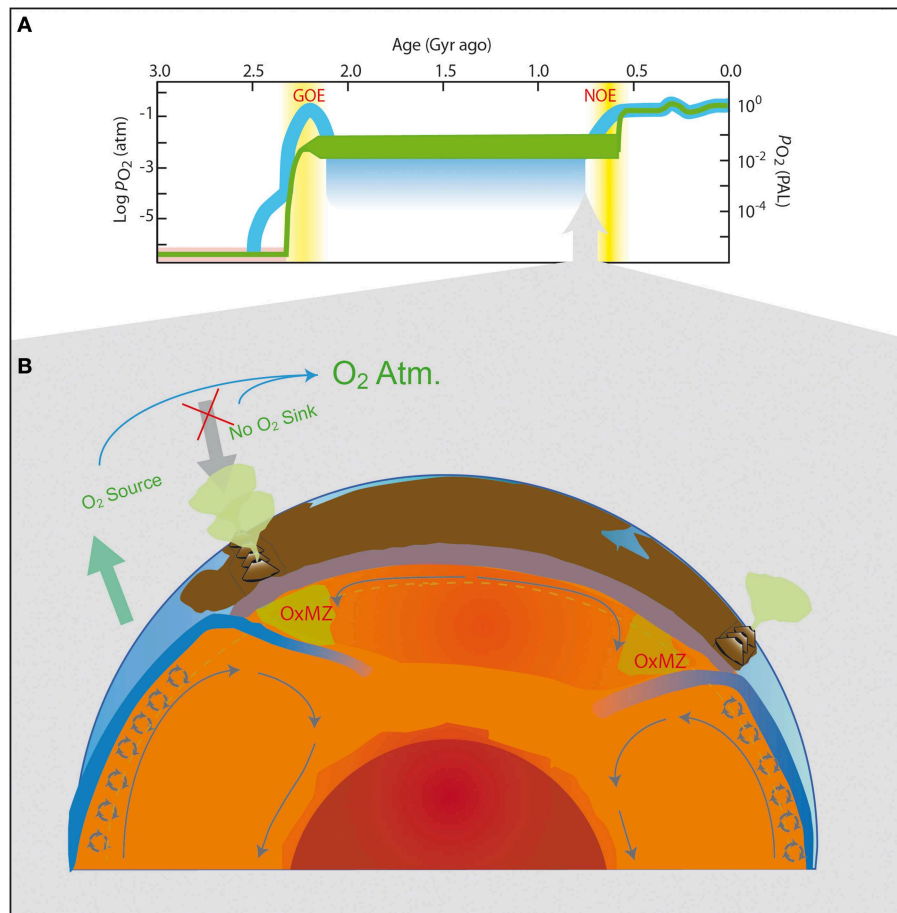 A
Age (Gyr ago)
3.0 2.5 2.0 1.5 1.0 0.5 0.0
GOE NOE
Log pO₂ (atm)
-1
-3
-5
10⁰
10⁻²
10⁻⁴
pO₂ (PAL)
B
O₂ Atm.
No O₂ Sink
O₂ Source
OxMZ
OxMZ